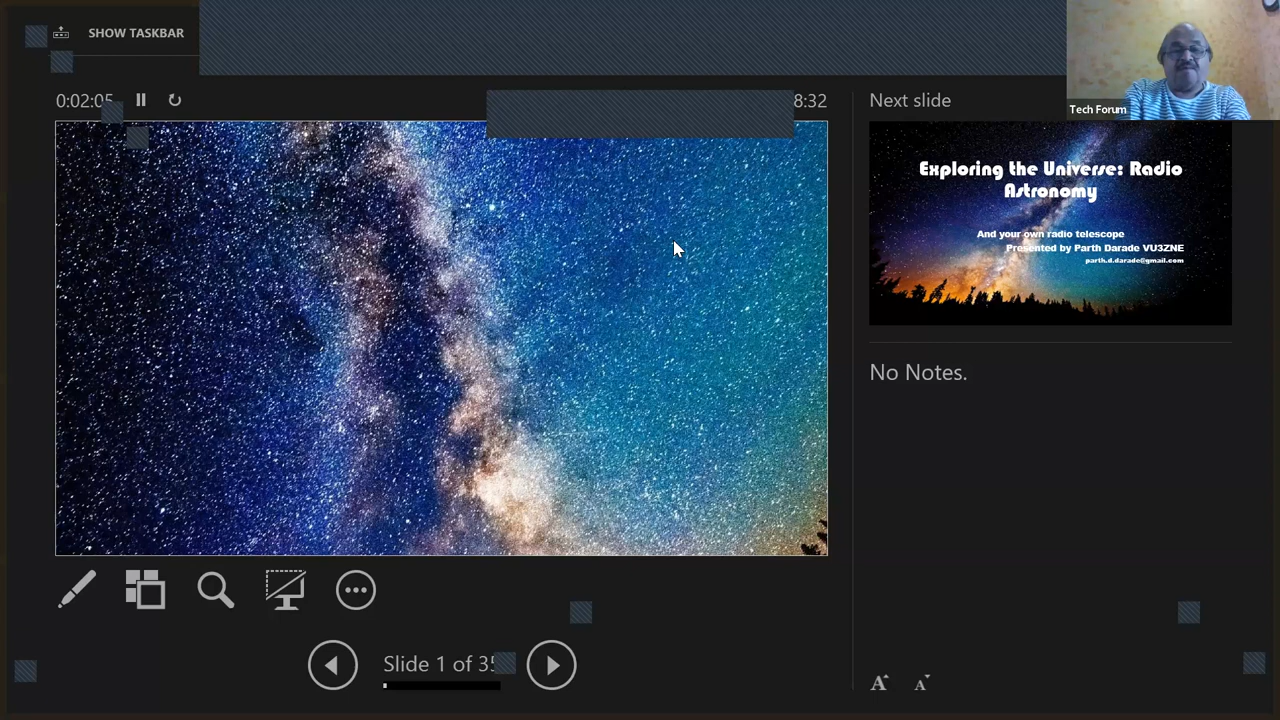 SHOW TASKBAR
0:02:05
8:32
Next slide
Tech Forum
Exploring the Universe: Radio
Astronomy
And your own radio telescope
Presented by Parth Darade VU3ZNE
parth.d.darade@gmail.com
No Notes.
Slide 1 of 35
A A